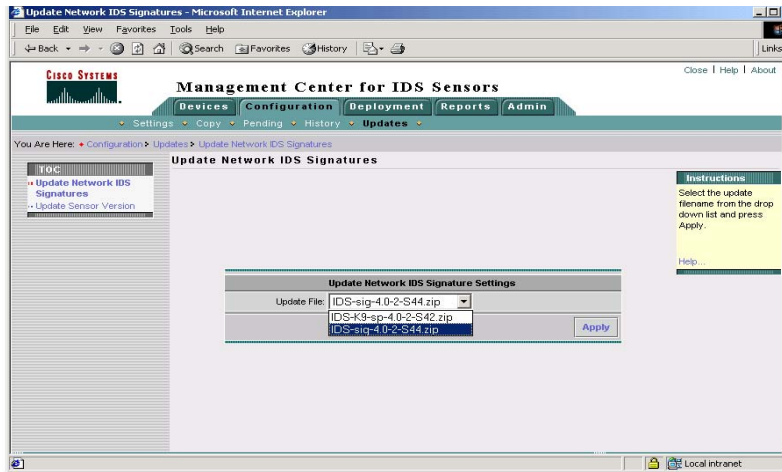 Update Network IDS Signatures - Microsoft Internet Explorer
File Edit View Favorites Tools Help
Back Search Favorites History Links
Close | Help | About
CISCO SYSTEMS
Management Center for IDS Sensors
Devices Configuration Deployment Reports Admin
Settings Copy Pending History Updates
You Are Here: Configuration > Updates > Update Network IDS Signatures
TOC
Update Network IDS Signatures
Update Sensor Version
Update Network IDS Signatures
Instructions
Select the update
filename from the drop
down list and press
Apply.
Help...
Update Network IDS Signature Settings
Update File: IDS-sig-4.0-2-S44.zip
IDS-K9-sp-4.0-2-S42.zip
IDS-sig-4.0-2-S44.zip
Apply
Local intranet